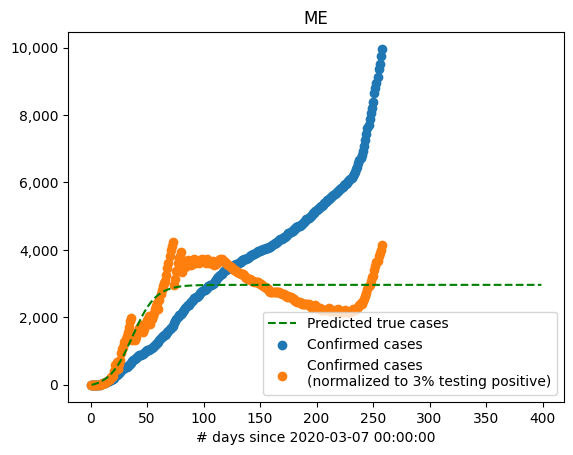 ME
10,000
8,000
6,000
4,000
2,000
0
Predicted true cases
Confirmed cases
Confirmed cases
(normalized to 3% testing positive)
0 50 100 150 200 250 300 350 400
# days since 2020-03-07 00:00:00